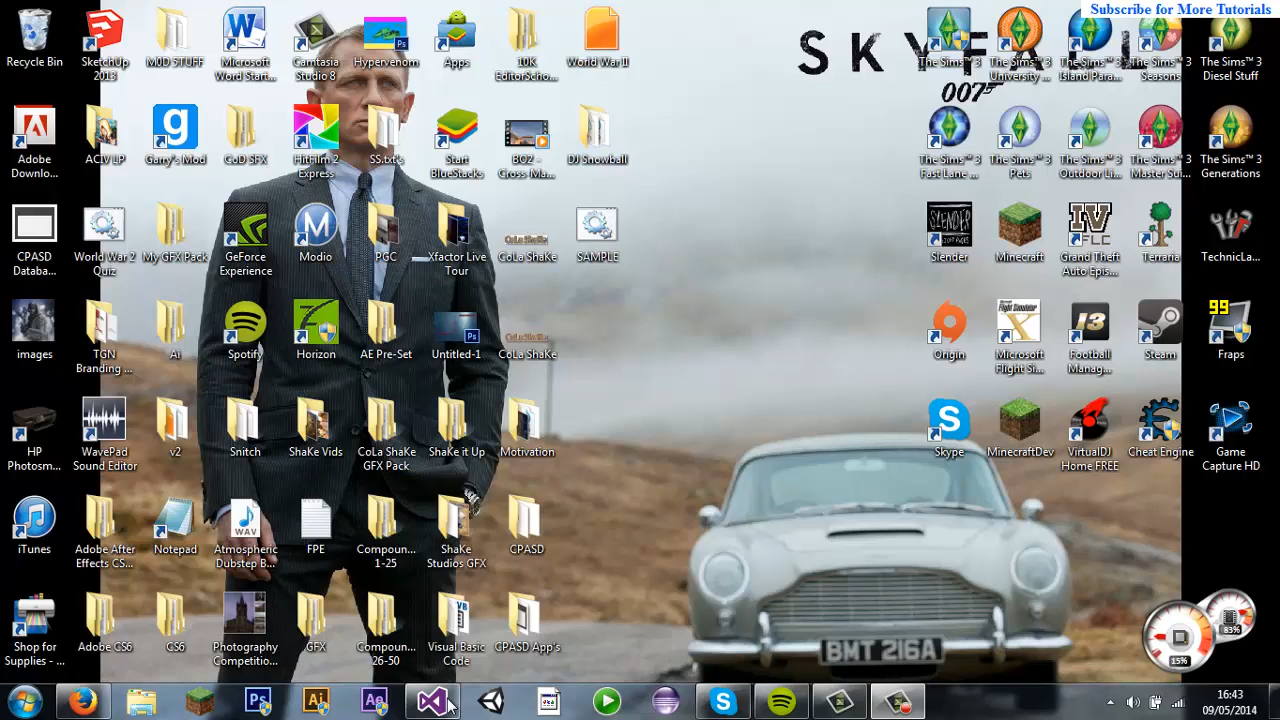 Subscribe for More Tutorials
SKYFALL
007
Recycle Bin
SketchUp
2013
M0D STUFF
Microsoft
Word Start...
Camtasia
Studio 8
Hypervenom
Apps
10K
EditorScho...
World War II
The Sims™ 3
The Sims™ 3
University ...
The Sims™ 3
Island Para...
The Sims™ 3
Seasons
The Sims™ 3
Diesel Stuff
Adobe
Downlo...
ACIV LP
Garry's Mod
CoD SFX
HitFilm 2
Express
SS.txt's
Start
BlueStacks
BO2 -
Cross-Ma...
DJ Snowball
The Sims™ 3
Fast Lane ...
The Sims™ 3
Pets
The Sims™ 3
Outdoor Li...
The Sims™ 3
Master Sui...
The Sims™ 3
Generations
CPASD
Databa...
World War 2
Quiz
My GFX Pack
GeForce
Experience
Modio
PGC
Xfactor Live
Tour
CoLa ShaKe
SAMPLE
Slender
Minecraft
Grand Theft
Auto Epis...
Terraria
TechnicLa...
images
TGN
Branding ...
Ai
Spotify
Horizon
AE Pre-Set
Untitled-1
CoLa ShaKe
Origin
Microsoft
Flight Si...
Football
Manag...
Steam
99
Fraps
HP
Photosm...
WavePad
Sound Editor
v2
Snitch
ShaKe Vids
CoLa ShaKe
GFX Pack
Shake it Up
Motivation
Skype
MinecraftDev
VirtualDJ
Home FREE
Cheat Engine
Game
Capture HD
iTunes
Adobe After
Effects CS...
Notepad
WAV
Atmospheric
Dubstep B...
FPE
Compoun...
1-25
ShaKe
Studios GFX
CPASD
Shop for
Supplies - ...
Adobe CS6
CS6
Photography
Competitio...
GFX
Compoun...
26-50
VB
Visual Basic
Code
CPASD App's
BMT 216A
15%
83%
Ps
Ai
Ae
16:43
09/05/2014